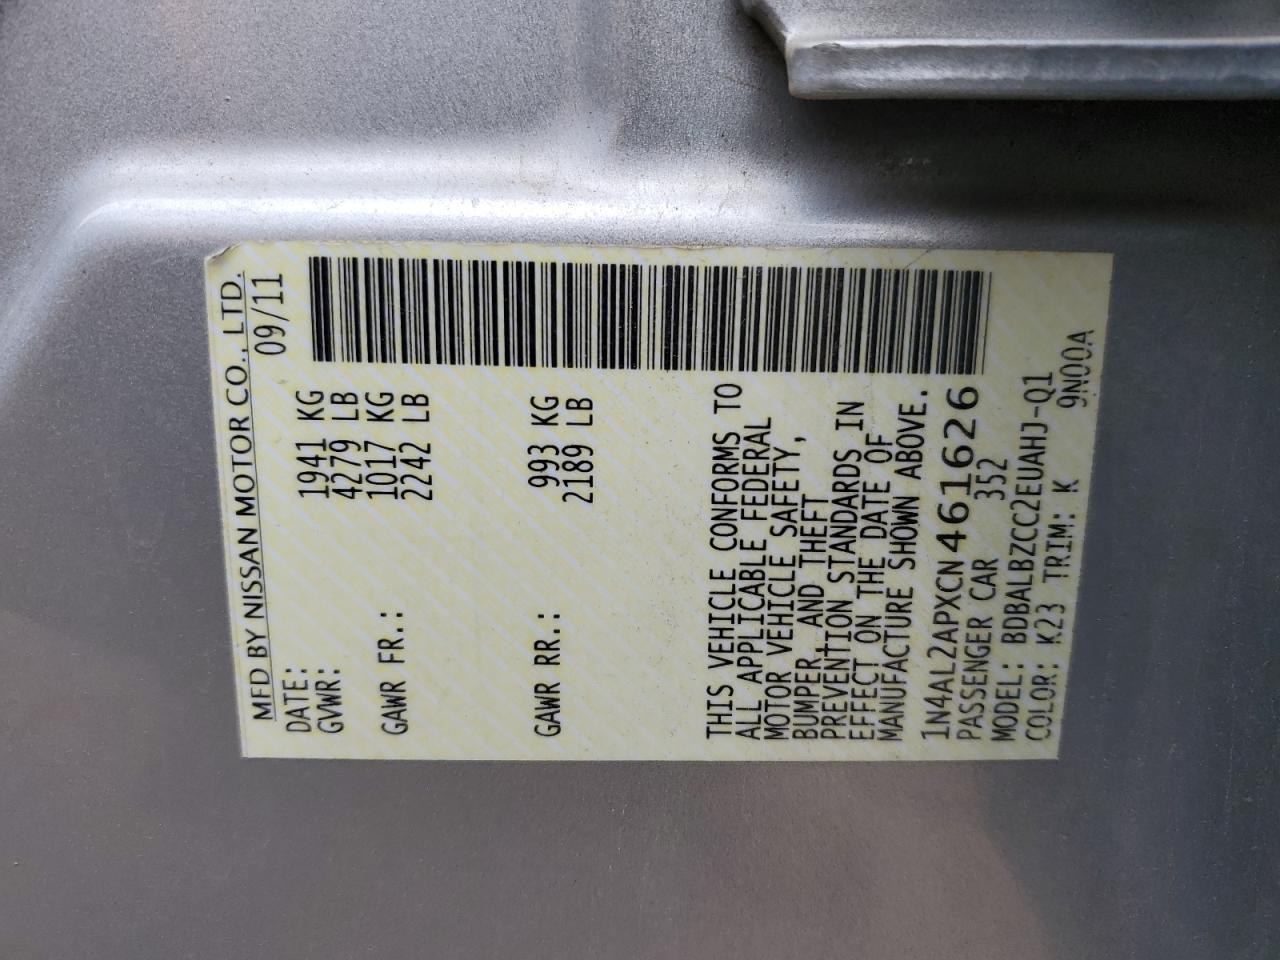 MFD BY NISSAN MOTOR CO., LTD.
DATE: 09/11
GVWR: 1941 KG
4279 LB
GAWR FR.: 1017 KG
2242 LB
GAWR RR.: 993 KG
2189 LB
THIS VEHICLE CONFORMS TO
ALL APPLICABLE FEDERAL
MOTOR VEHICLE SAFETY,
BUMPER, AND THEFT
PREVENTION STANDARDS IN
EFFECT ON THE DATE OF
MANUFACTURE SHOWN ABOVE.
1N4AL2APXCN461626
PASSENGER CAR 352
MODEL: BDBALBZCC2EUAHJ-Q1
COLOR: K23 TRIM: K 9N00A